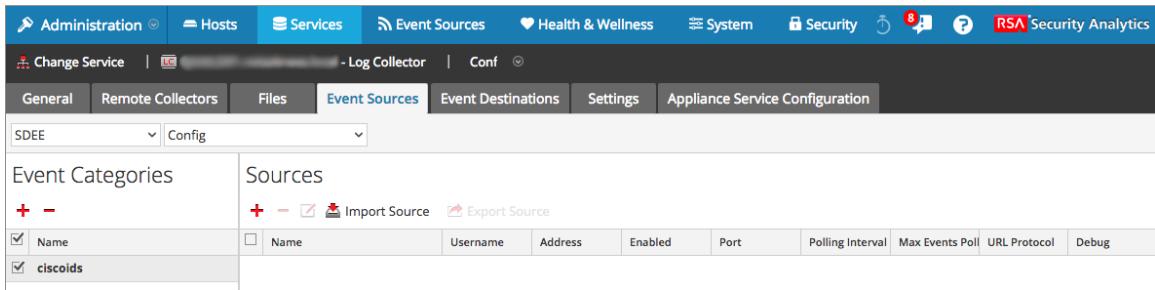 Administration Hosts Services Event Sources Health & Wellness System Security 8 ? RSA Security Analytics
Change Service | LC - Log Collector | Conf
General Remote Collectors Files Event Sources Event Destinations Settings Appliance Service Configuration
SDEE Config
Event Categories Sources
+ - + - Import Source Export Source
Name Name Username Address Enabled Port Polling Interval Max Events Poll URL Protocol Debug
ciscoids